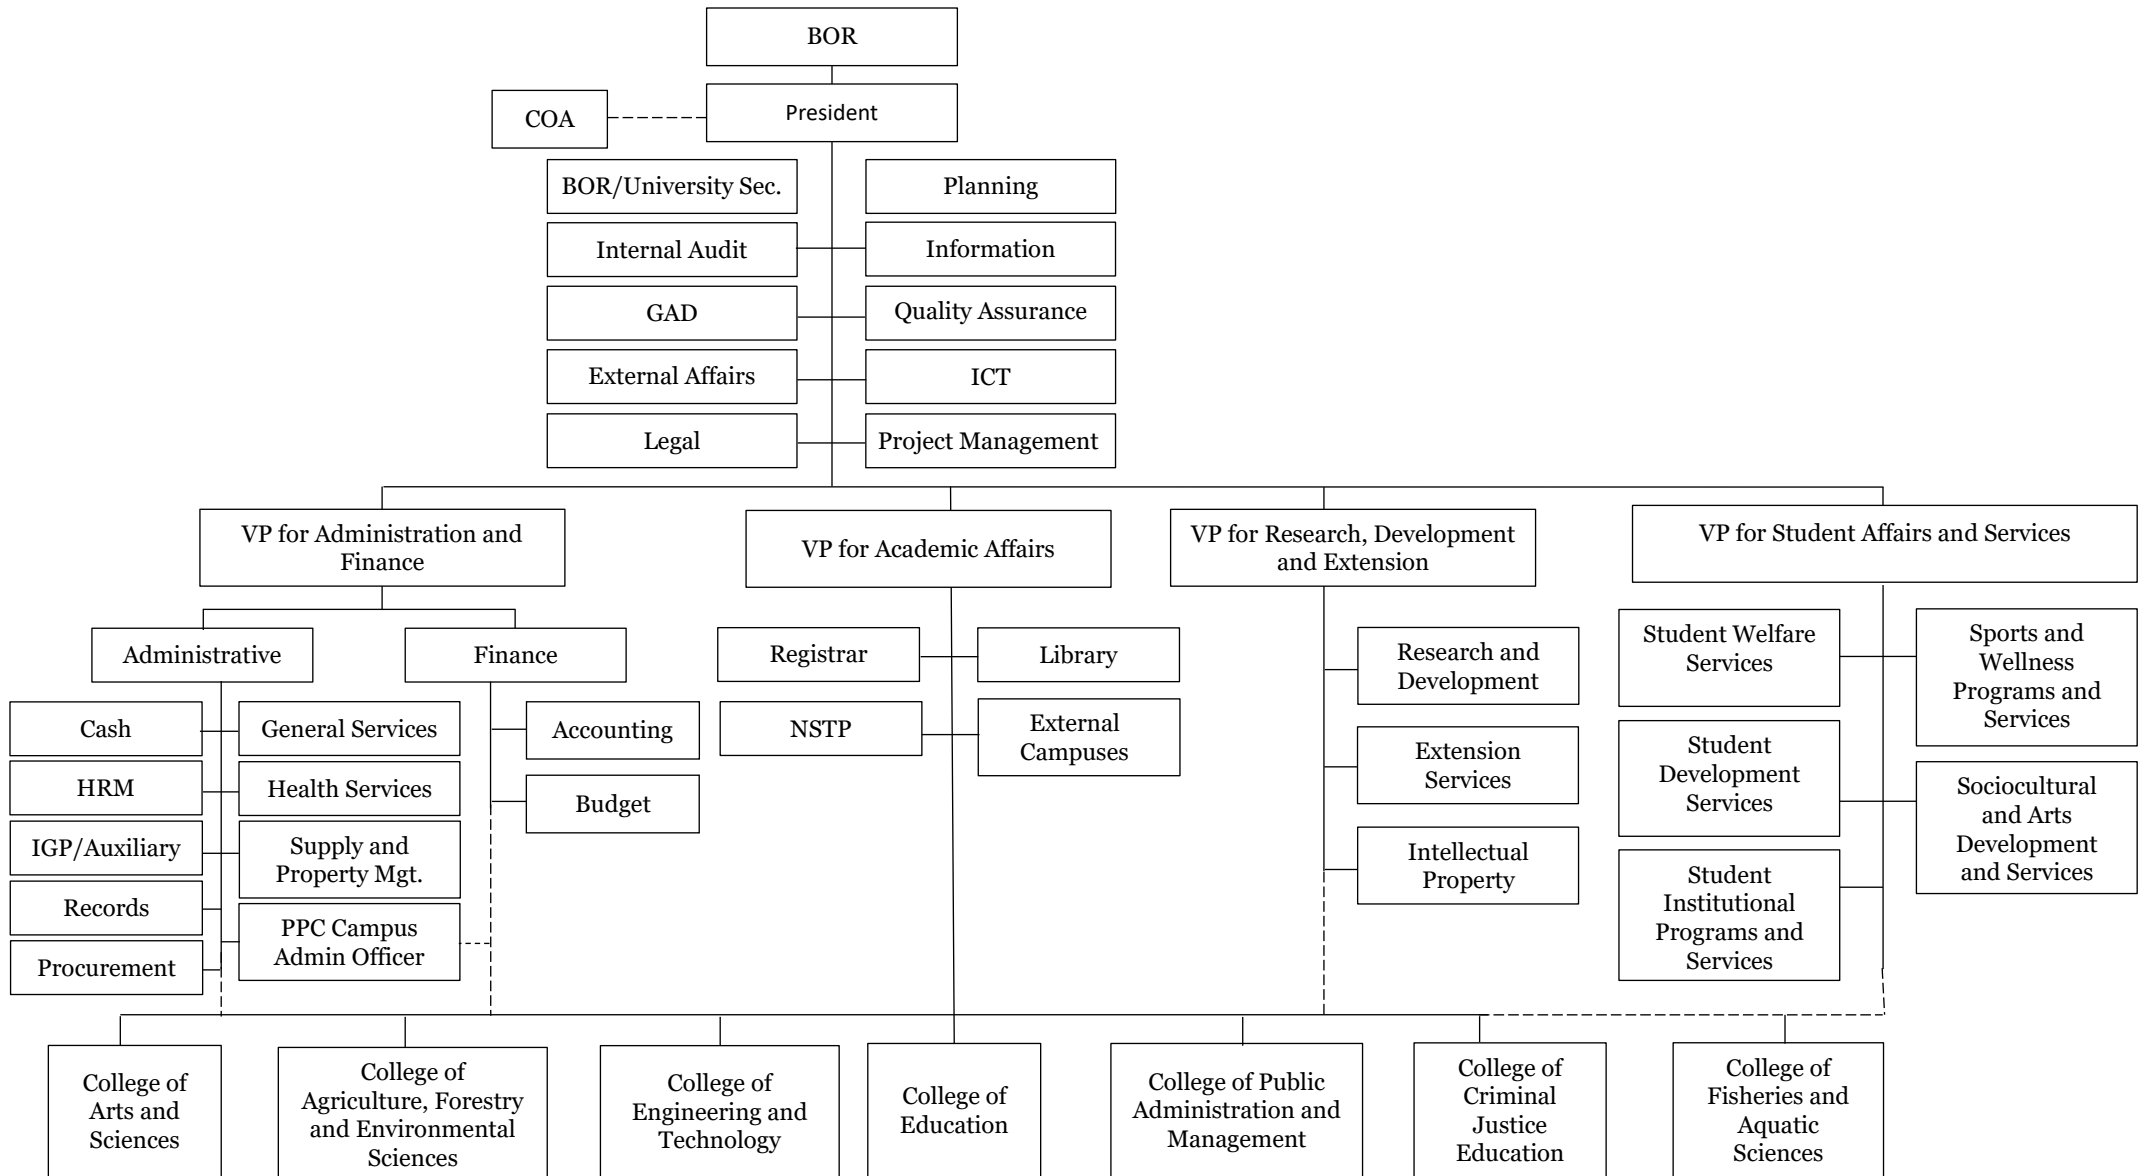 BOR
President
COA
BOR/University Sec.
Planning
Internal Audit
Information
GAD
Quality Assurance
External Affairs
ICT
Legal
Project Management
VP for Administration and
Finance
VP for Academic Affairs
VP for Research, Development
and Extension
VP for Student Affairs and Services
Administrative
Finance
Cash
General Services
HRM
Health Services
IGP/Auxiliary
Supply and
Property Mgt.
Records
PPC Campus
Admin Officer
Procurement
Accounting
Budget
Registrar
Library
NSTP
External
Campuses
Research and
Development
Extension
Services
Intellectual
Property
Student Welfare
Services
Sports and
Wellness
Programs and
Services
Student
Development
Services
Sociocultural
and Arts
Development
and Services
Student
Institutional
Programs and
Services
College of
Arts and
Sciences
College of
Agriculture, Forestry
and Environmental
Sciences
College of
Engineering and
Technology
College of
Education
College of Public
Administration and
Management
College of
Criminal
Justice
Education
College of
Fisheries and
Aquatic
Sciences